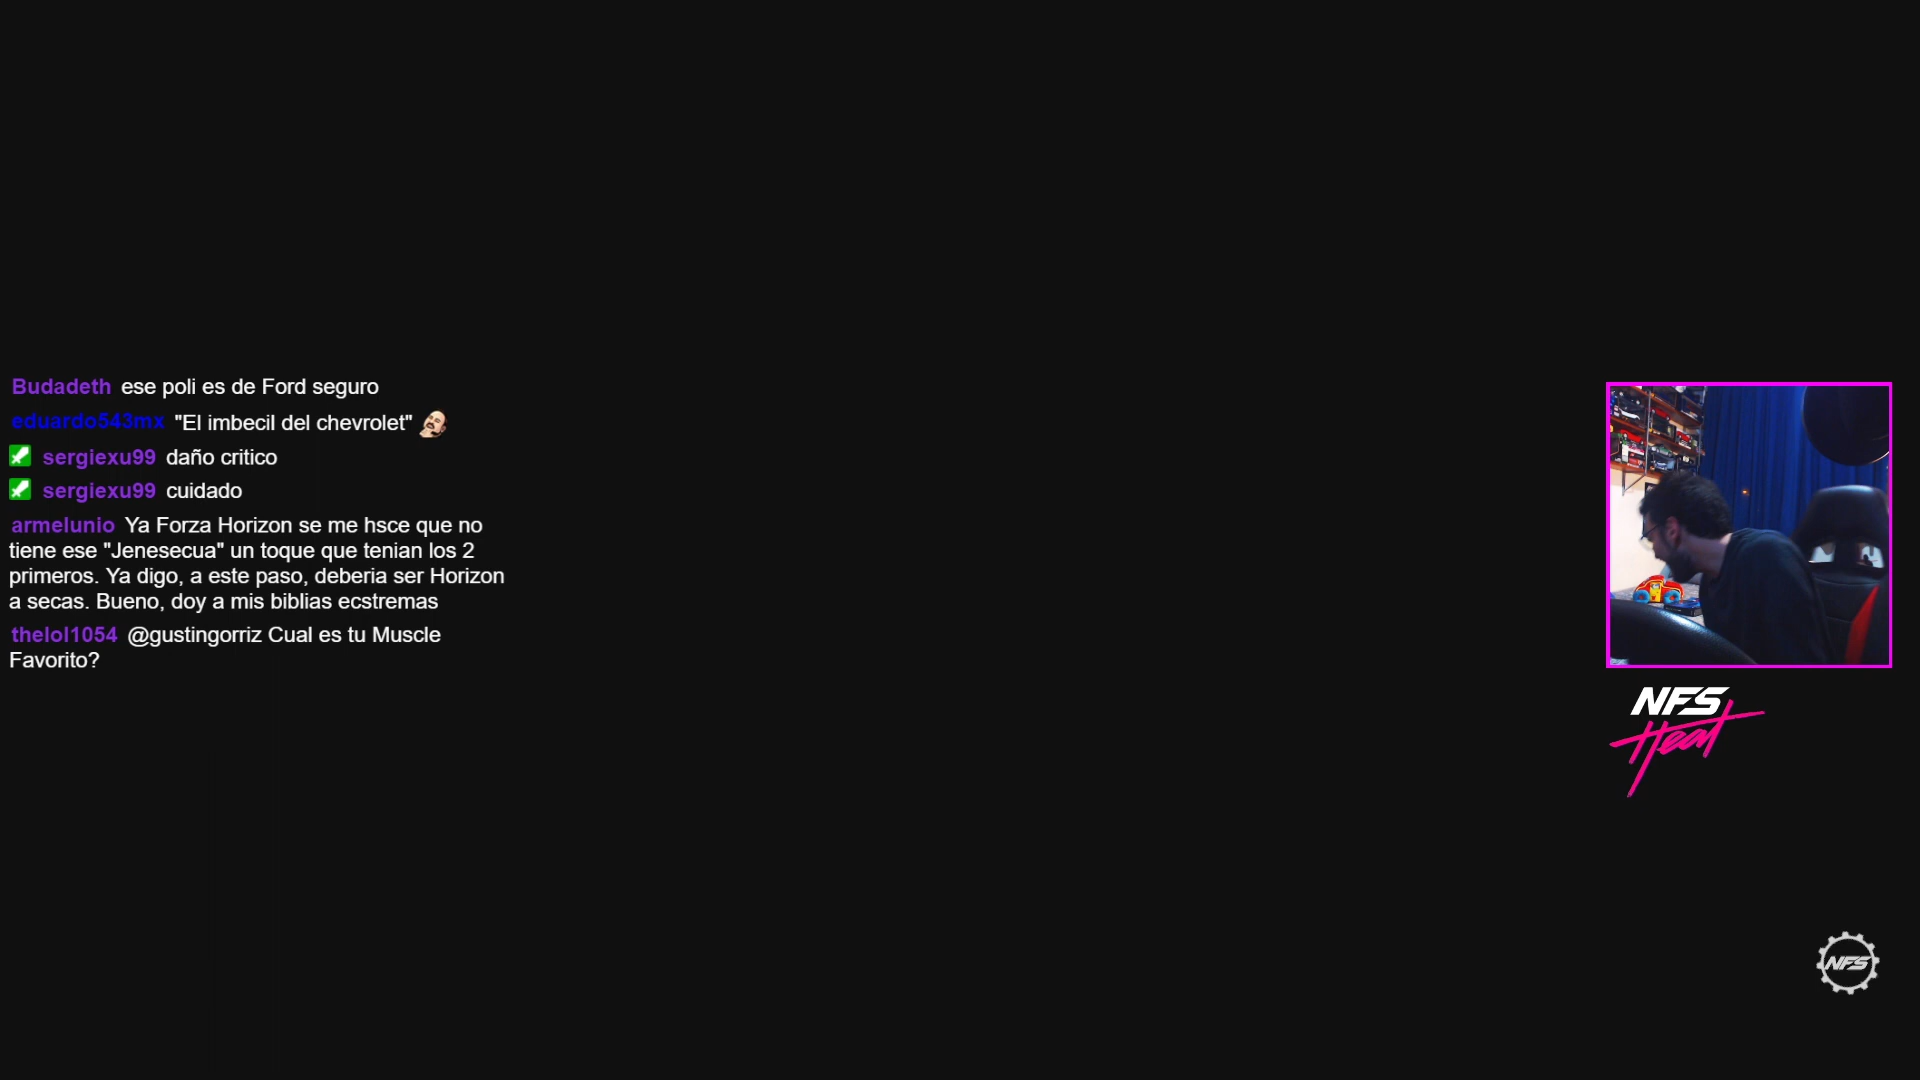 Budadeth ese poli es de Ford seguro
eduardo543mx "El imbecil del chevrolet"
sergiexu99 daño critico
sergiexu99 cuidado
armelunio Ya Forza Horizon se me hsce que no
tiene ese "Jenesecua" un toque que tenian los 2
primeros. Ya digo, a este paso, deberia ser Horizon
a secas. Bueno, doy a mis biblias ecstremas
thelol1054 @gustingorriz Cual es tu Muscle
Favorito?
NFS
Heat
NFS